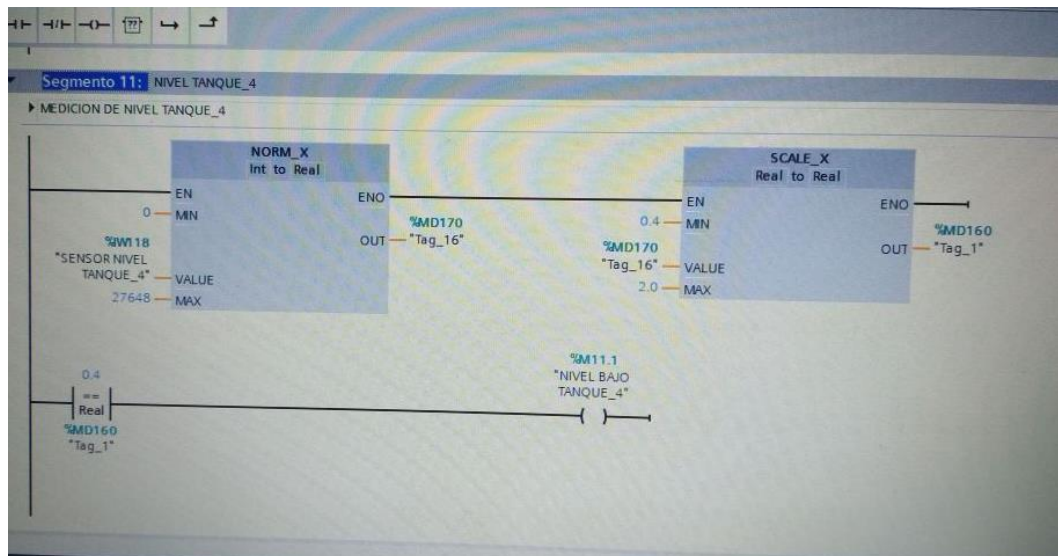 ??
Segmento 11: NIVEL TANQUE_4
MEDICION DE NIVEL TANQUE_4
NORM_X
Int to Real
EN
ENO
0
MIN
%MD170
OUT
"Tag_16"
%IW118
"SENSOR NIVEL
TANQUE_4"
VALUE
27648
MAX
SCALE_X
Real to Real
EN
ENO
0.4
MIN
%MD160
OUT
"Tag_1"
%MD170
"Tag_16"
VALUE
2.0
MAX
0.4
==
Real
%MD160
"Tag_1"
%M11.1
"NIVEL BAJO
TANQUE_4"